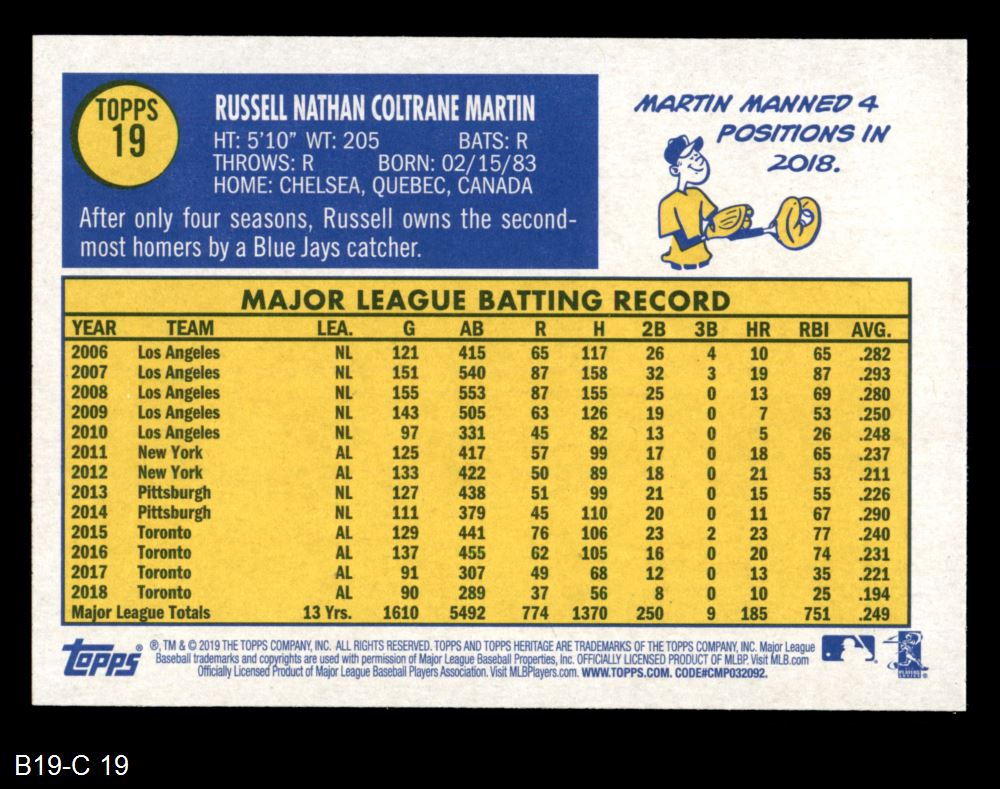 TOPPS
19
RUSSELL NATHAN COLTRANE MARTIN
HT: 5'10" WT: 205 BATS: R
THROWS: R BORN: 02/15/83
HOME: CHELSEA, QUEBEC, CANADA
After only four seasons, Russell owns the second-
most homers by a Blue Jays catcher.
MARTIN MANNED 4
POSITIONS IN
2018.
MAJOR LEAGUE BATTING RECORD
YEAR TEAM LEA. G AB R H 2B 3B HR RBI AVG.
2006 Los Angeles NL 121 415 65 117 26 4 10 65 .282
2007 Los Angeles NL 151 540 87 158 32 3 19 87 .293
2008 Los Angeles NL 155 553 87 155 25 0 13 69 .280
2009 Los Angeles NL 143 505 63 126 19 0 7 53 .250
2010 Los Angeles NL 97 331 45 82 13 0 5 26 .248
2011 New York AL 125 417 57 99 17 0 18 65 .237
2012 New York AL 133 422 50 89 18 0 21 53 .211
2013 Pittsburgh NL 127 438 51 99 21 0 15 55 .226
2014 Pittsburgh NL 111 379 45 110 20 0 11 67 .290
2015 Toronto AL 129 441 76 106 23 2 23 77 .240
2016 Toronto AL 137 455 62 105 16 0 20 74 .231
2017 Toronto AL 91 307 49 68 12 0 13 35 .221
2018 Toronto AL 90 289 37 56 8 0 10 25 .194
Major League Totals 13 Yrs. 1610 5492 774 1370 250 9 185 751 .249
topps®
®, TM & © 2019 THE TOPPS COMPANY, INC. ALL RIGHTS RESERVED. TOPPS AND TOPPS HERITAGE ARE TRADEMARKS OF THE TOPPS COMPANY, INC. Major League
Baseball trademarks and copyrights are used with permission of Major League Baseball Properties, Inc. OFFICIALLY LICENSED PRODUCT OF MLBP. Visit MLB.com
Officially Licensed Product of Major League Baseball Players Association. Visit MLBPlayers.com. WWW.TOPPS.COM. CODE#CMP032092.
B19-C 19